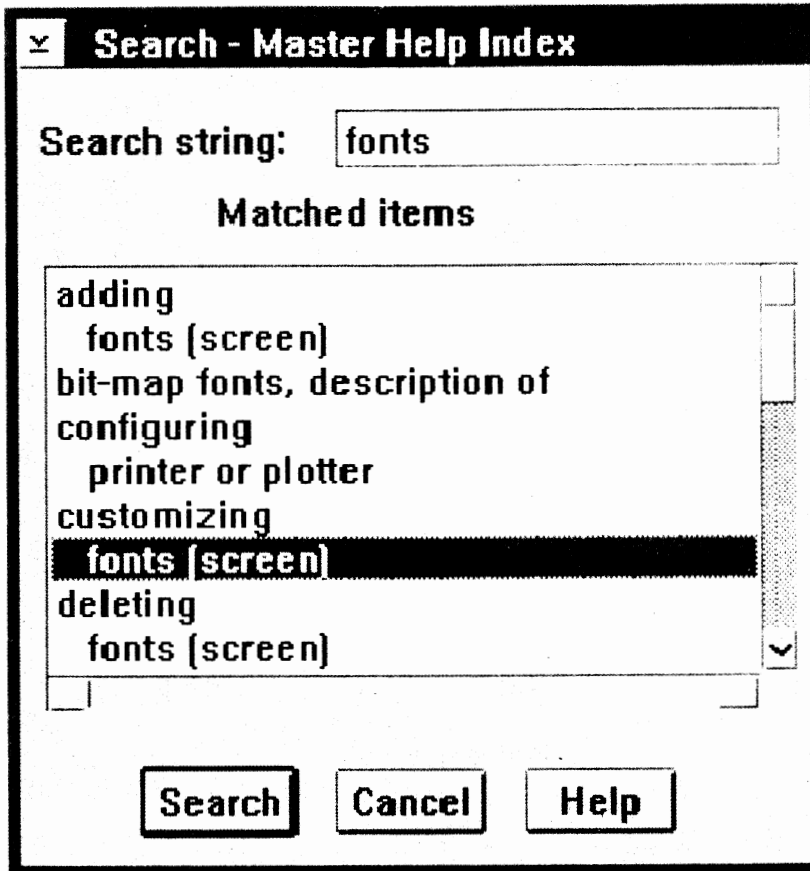 Search - Master Help Index
Search string: fonts
Matched items
adding
fonts (screen)
bit-map fonts, description of
configuring
printer or plotter
customizing
fonts (screen)
deleting
fonts (screen)
Search Cancel Help